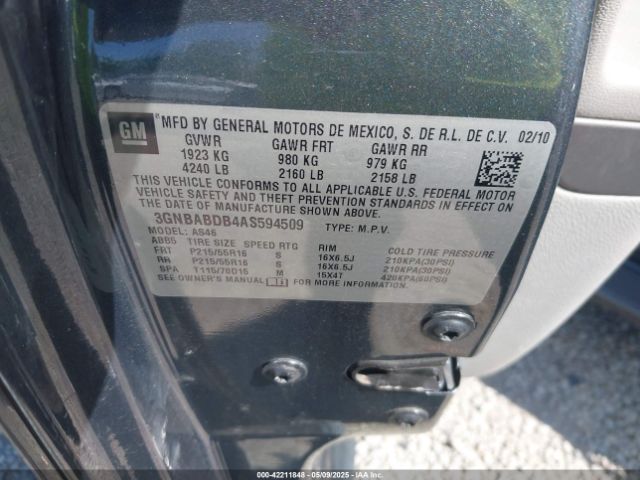 GM
MFD BY GENERAL MOTORS DE MEXICO, S. DE R.L. DE C.V. 02/10
GVWR GAWR FRT GAWR RR
1923 KG 980 KG 979 KG
4240 LB 2160 LB 2158 LB
THIS VEHICLE CONFORMS TO ALL APPLICABLE U.S. FEDERAL MOTOR
VEHICLE SAFETY AND THEFT PREVENTION STANDARDS IN EFFECT ON
THE DATE OF MANUFACTURE SHOWN ABOVE.
3GNBABDB4AS594509 TYPE: M.P.V.
MODEL: AS46
TIRE SIZE SPEED RTG RIM COLD TIRE PRESSURE
FRT P215/55R16 S 16X6.5J 210KPA(30PSI)
RR P215/55R16 S 16X6.5J 210KPA(30PSI)
SPA T115/70D15 M 15X4T 420KPA(60PSI)
SEE OWNER'S MANUAL FOR MORE INFORMATION.
000-42211848 - 05/09/2025 - IAAI.COM